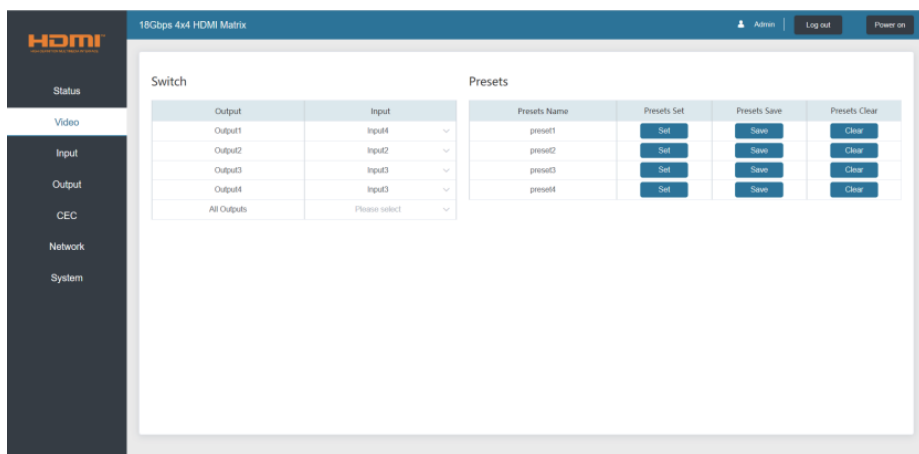 18Gbps 4x4 HDMI Matrix
Admin
Log out
Power on
HDMI
Status
Video
Input
Output
CEC
Network
System
Switch
Output Input
Output1 Input4
Output2 Input2
Output3 Input3
Output4 Input3
All Outputs Please select
Presets
Presets Name Presets Set Presets Save Presets Clear
preset1 Set Save Clear
preset2 Set Save Clear
preset3 Set Save Clear
preset4 Set Save Clear